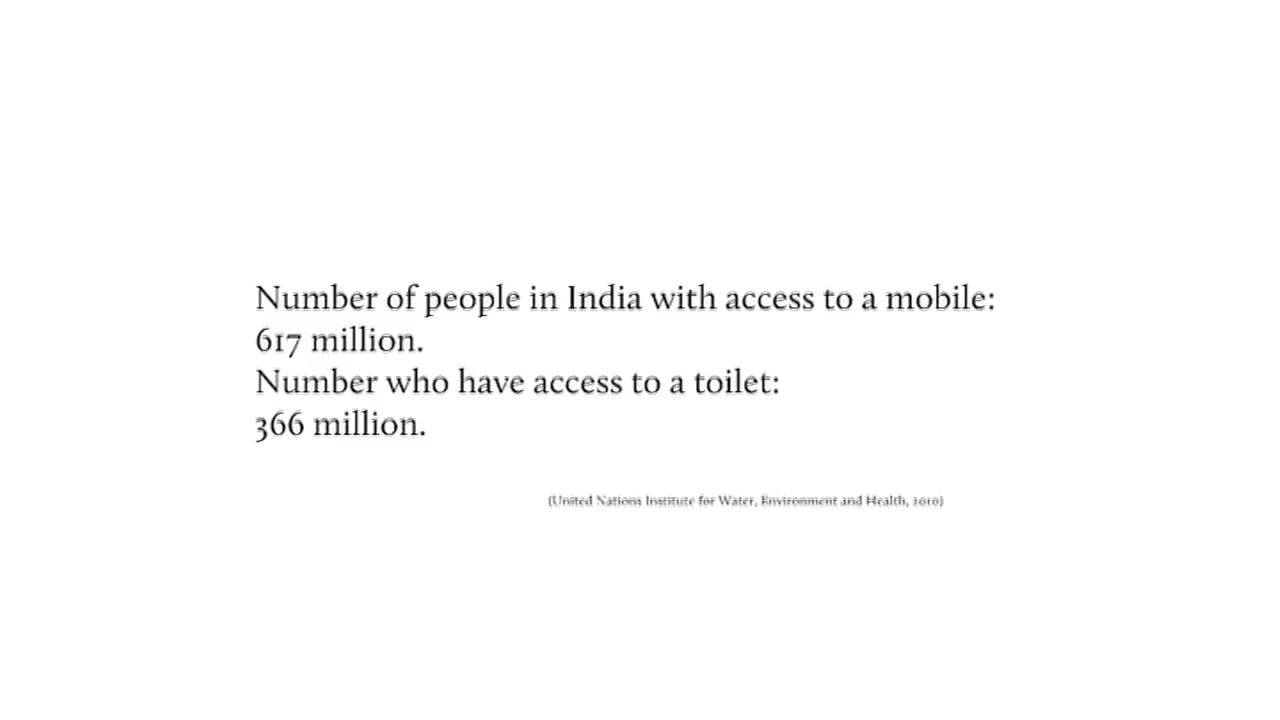 Number of people in India with access to a mobile:
617 million.
Number who have access to a toilet:
366 million.
(United Nations Institute for Water, Environment and Health, 2010)